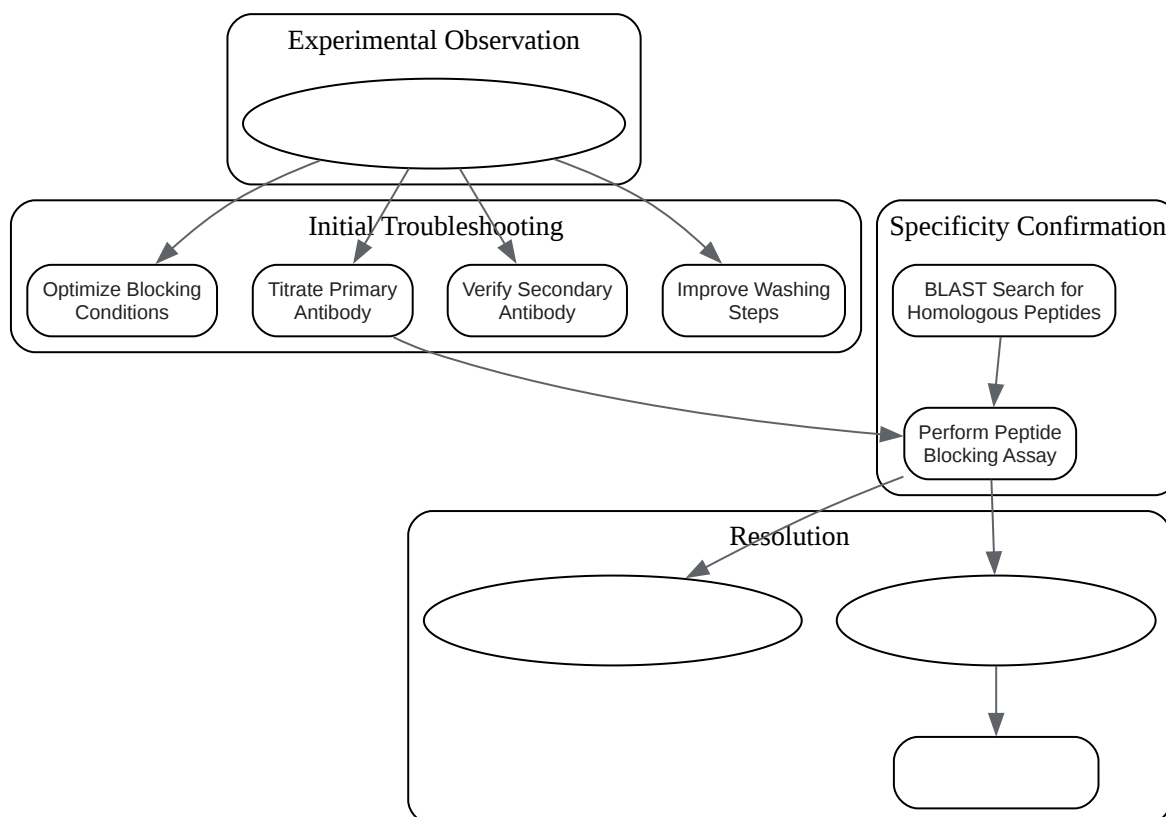 Experimental Observation
Initial Troubleshooting
Specificity Confirmation
Optimize Blocking
Conditions
Titrate Primary
Antibody
Verify Secondary
Antibody
Improve Washing
Steps
BLAST Search for
Homologous Peptides
Perform Peptide
Blocking Assay
Resolution